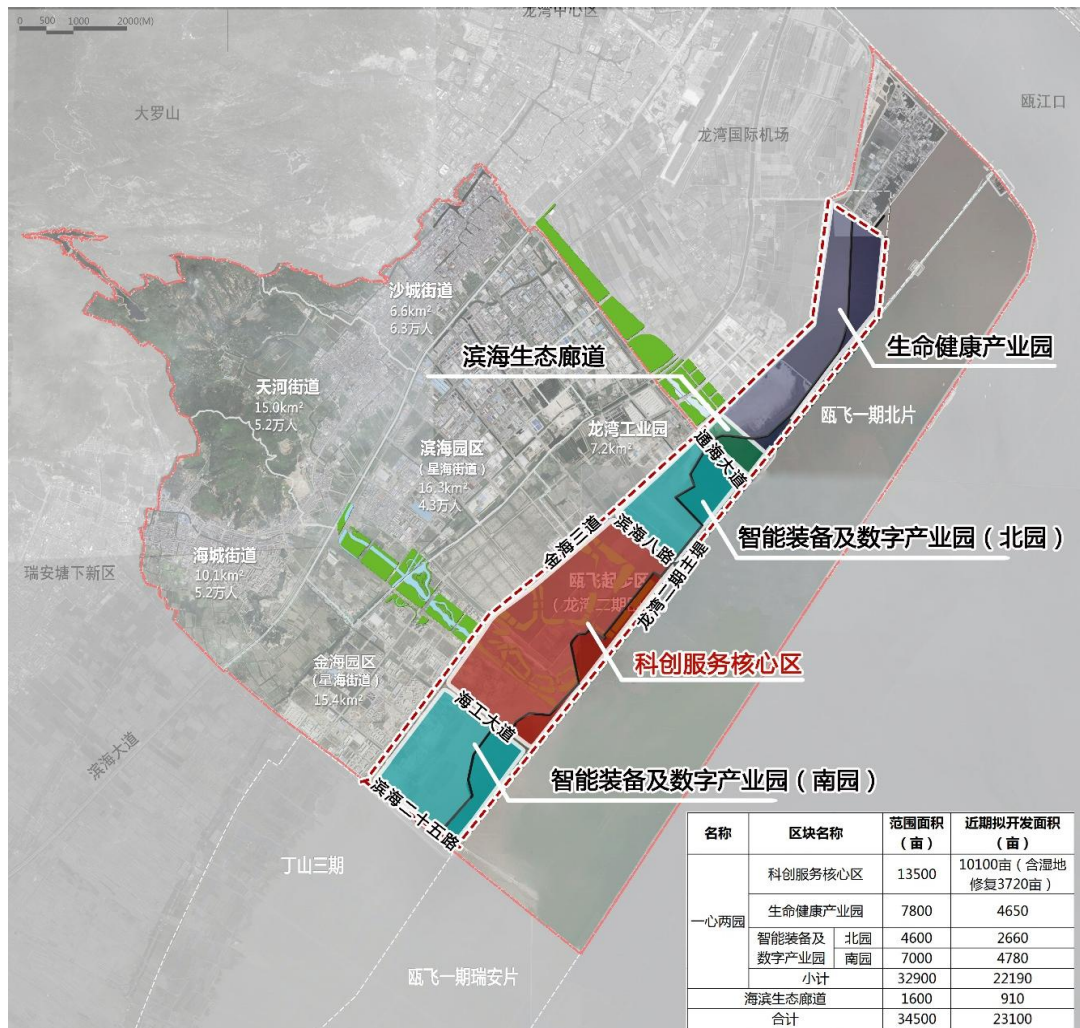 0 500 1000 2000(M)
龙湾中心区
大罗山
瓯江口
龙湾国际机场
沙城街道
6.6km²
6.3万人
滨海生态廊道
生命健康产业园
天河街道
15.0km²
5.2万人
瓯飞一期北片
龙湾工业园
7.2km²
滨海园区
(星海街道)
16.3km²
4.3万人
通海大道
智能装备及数字产业园(北园)
滨海八路
金海三道
海城街道
10.1km²
5.2万人
瑞安塘下新区
瓯飞起步区
(龙湾二期
龙湾二期主堤
科创服务核心区
金海园区
(星海街道)
15.4km²
海工大道
滨海大道
智能装备及数字产业园(南园)
滨海二十五路
丁山三期
瓯飞一期瑞安片
名称 区块名称 范围面积(亩) 近期拟开发面积(亩)
一心两园 科创服务核心区 13500 10100亩(含湿地修复3720亩)
生命健康产业园 7800 4650
智能装备及数字产业园 北园 4600 2660
南园 7000 4780
小计 32900 22190
海滨生态廊道 1600 910
合计 34500 23100